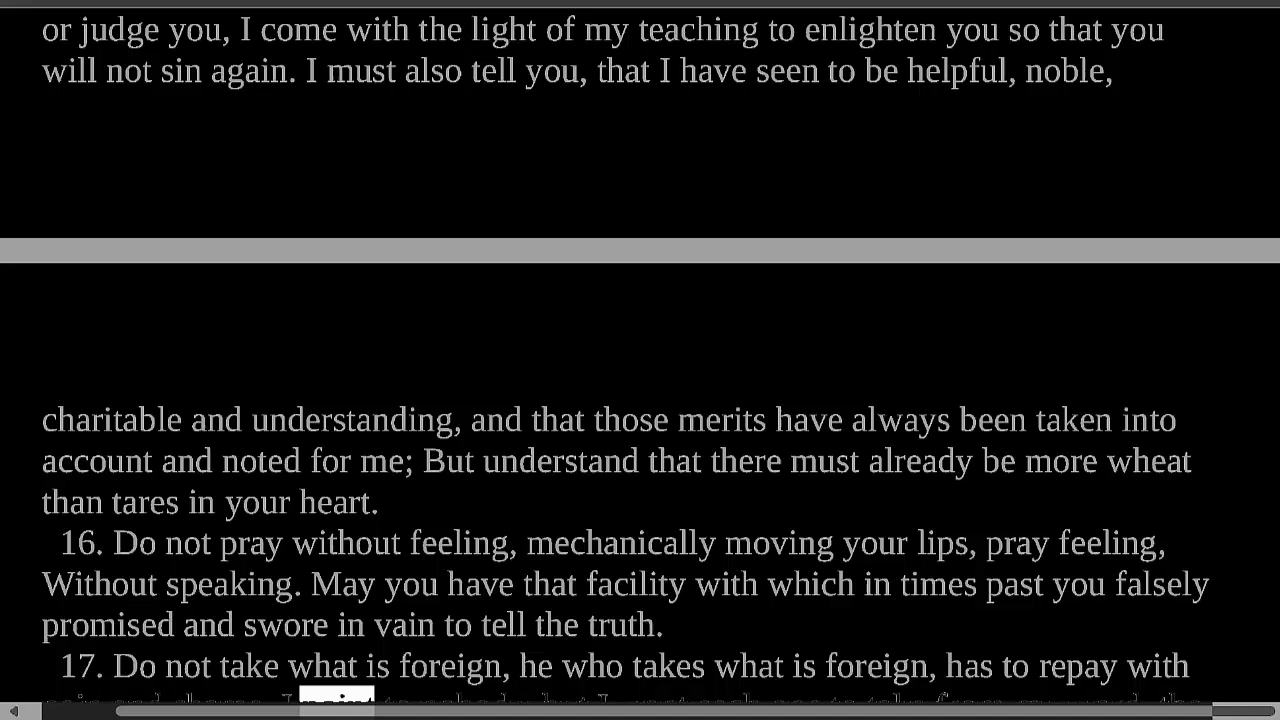 or judge you, I come with the light of my teaching to enlighten you so that you
will not sin again. I must also tell you, that I have seen to be helpful, noble,
charitable and understanding, and that those merits have always been taken into
account and noted for me; But understand that there must already be more wheat
than tares in your heart.
16. Do not pray without feeling, mechanically moving your lips, pray feeling,
Without speaking. May you have that facility with which in times past you falsely
promised and swore in vain to tell the truth.
17. Do not take what is foreign, he who takes what is foreign, has to repay with